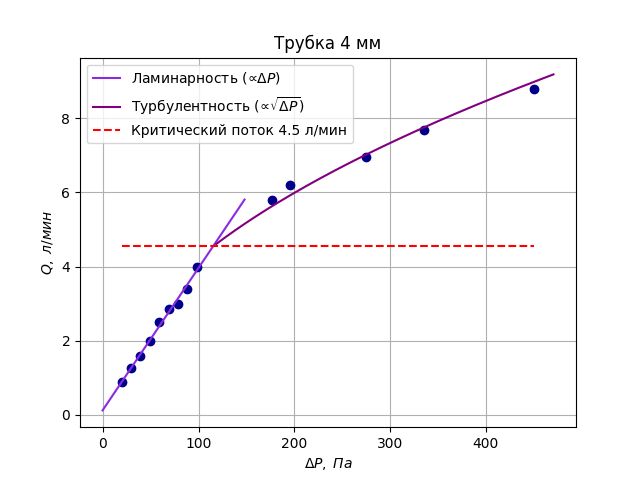 Трубка 4 мм
Ламинарность (∝ΔP)
Турбулентность (∝√ΔP)
Критический поток 4.5 л/мин
Q, л/мин
8
6
4
2
0
0 100 200 300 400
ΔP, Па